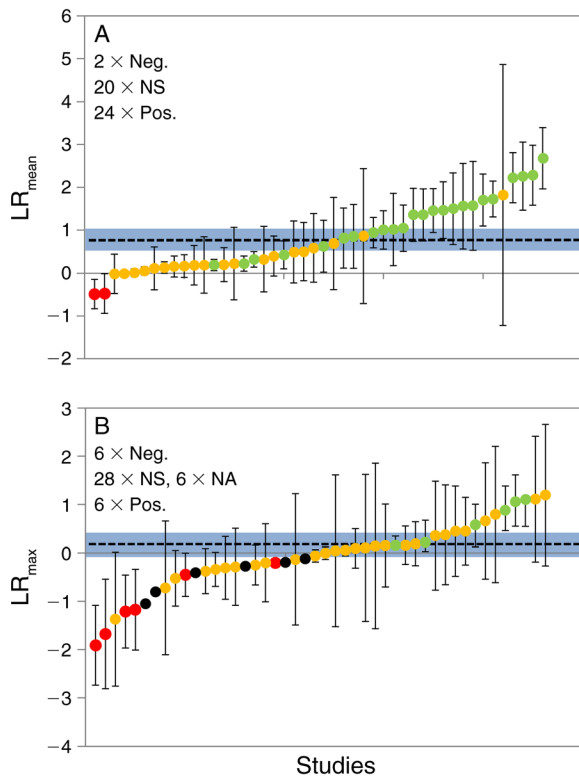 A
2 × Neg.
20 × NS
24 × Pos.
LRmean
6
5
4
3
2
1
0
−1
−2
B
6 × Neg.
28 × NS, 6 × NA
6 × Pos.
LRmax
3
2
1
0
−1
−2
−3
−4
Studies